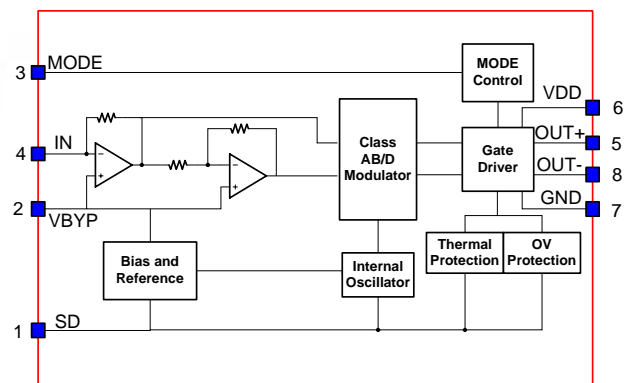 3 MODE
MODE
Control
VDD
6
4 IN
−
+
−
+
Class
AB/D
Modulator
Gate
Driver
OUT+
5
OUT-
8
2 VBYP
GND
7
Bias and
Reference
Internal
Oscillator
Thermal
Protection
OV
Protection
1 SD